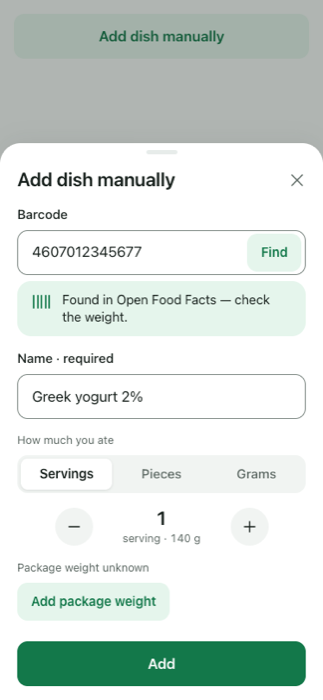 Add dish manually
Add dish manually
Barcode
4607012345677
Find
Found in Open Food Facts — check
the weight.
Name · required
Greek yogurt 2%
How much you ate
Servings
Pieces
Grams
1
serving · 140 g
Package weight unknown
Add package weight
Add